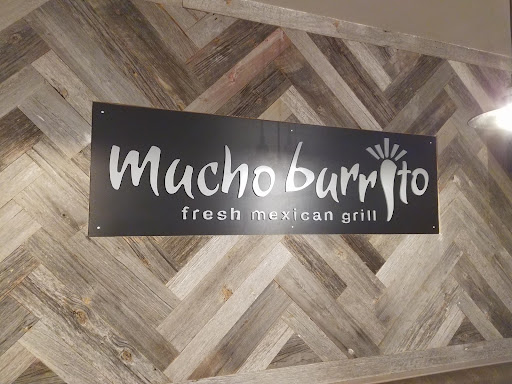 mucho burrito
fresh mexican grill